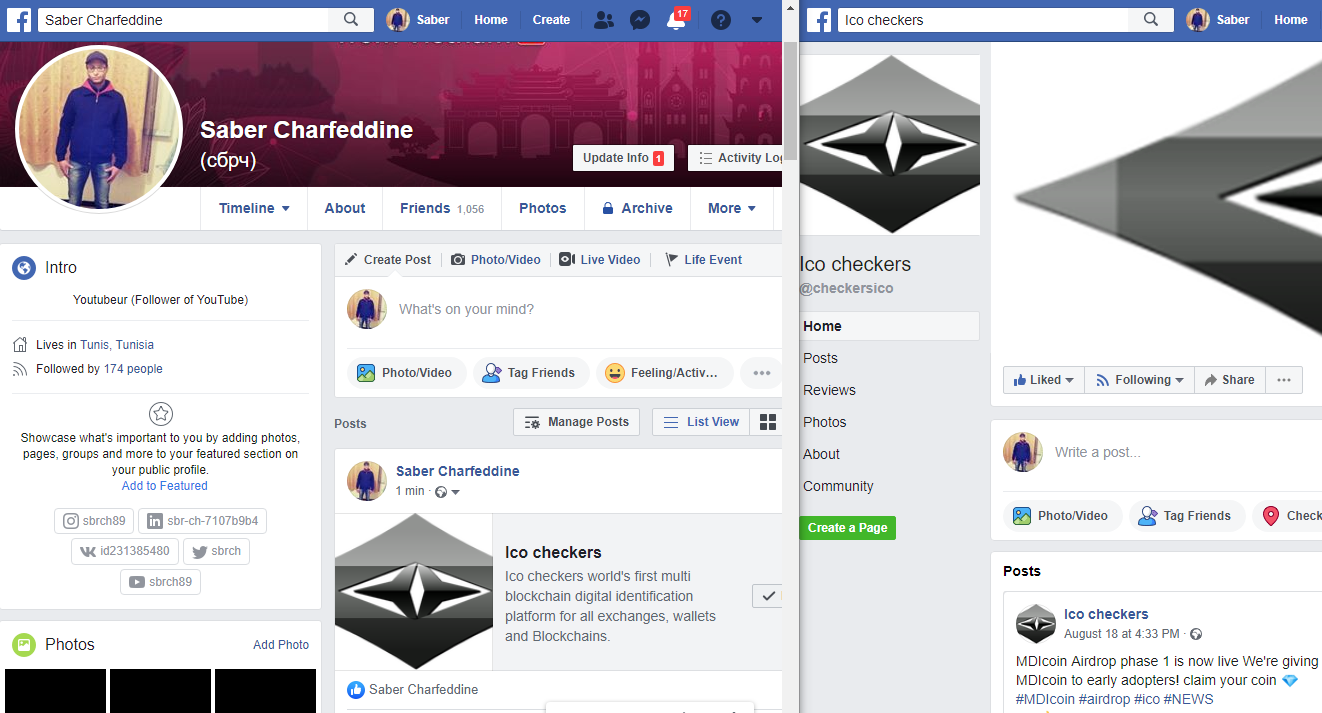 Saber Charfeddine
Saber
Home
Create
17
Saber Charfeddine
(сбрч)
Update Info 1
Activity Log
Timeline
About
Friends 1,056
Photos
Archive
More
Intro
Youtubeur (Follower of YouTube)
Lives in Tunis, Tunisia
Followed by 174 people
Showcase what's important to you by adding photos,
pages, groups and more to your featured section on
your public profile.
Add to Featured
sbrch89
sbr-ch-7107b9b4
id231385480
sbrch
sbrch89
Photos
Add Photo
Create Post
Photo/Video
Live Video
Life Event
What's on your mind?
Photo/Video
Tag Friends
Feeling/Activ...
Posts
Manage Posts
List View
Saber Charfeddine
1 min ·
Ico checkers
Ico checkers world's first multi
blockchain digital identification
platform for all exchanges, wallets
and Blockchains.
Saber Charfeddine
Ico checkers
Saber
Home
Ico checkers
@checkersico
Home
Posts
Reviews
Photos
About
Community
Create a Page
Liked
Following
Share
Write a post...
Photo/Video
Tag Friends
Check
Posts
Ico checkers
August 18 at 4:33 PM ·
MDIcoin Airdrop phase 1 is now live We're giving
MDICOIN to early adopters! claim your coin 💎
#MDIcoin #airdrop #ico #NEWS